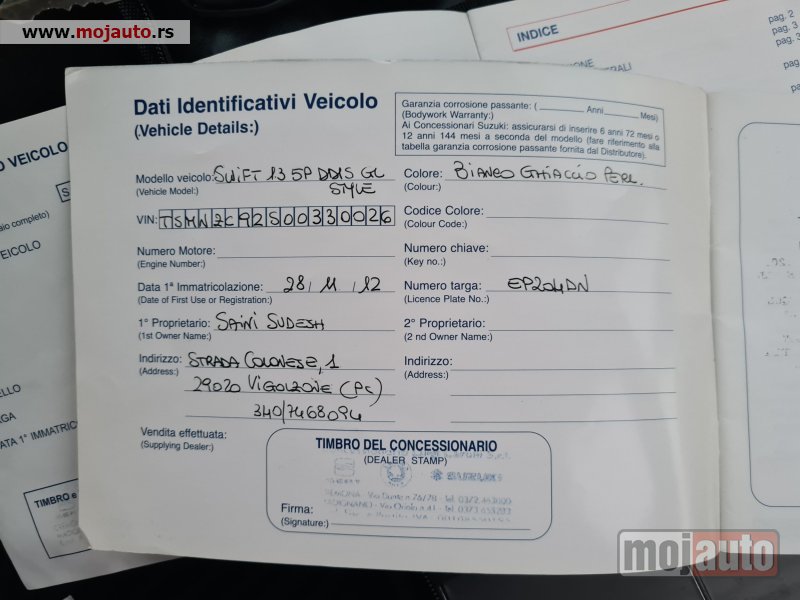 www.mojauto.rs
INDICE
pag. 2
pag. 3
pag. 3
pag.
O VEICOLO
EICOLO
TIMBRO e
Dati Identificativi Veicolo
(Vehicle Details:)
Garanzia corrosione passante: ( Anni Mesi)
(Bodywork Warranty:)
Ai Concessionari Suzuki: assicurarsi di inserire 6 anni 72 mesi o
12 anni 144 mesi a seconda del modello (fare riferimento alla
tabella garanzia corrosione passante fornita dal Distributore).
Modello veicolo: SWIFT 1.3 5P DDIS GL
(Vehicle Model:) STYLE
Colore: BIANCO GHIACCIO PERL.
(Colour:)
VIN: TSMNZC92S00330026
Codice Colore:
(Colour Code:)
Numero Motore:
(Engine Number:)
Numero chiave:
(Key no.:)
Data 1ª Immatricolazione: 28/11/12
(Date of First Use or Registration:)
Numero targa: EP204DN
(Licence Plate No.:)
1° Proprietario: SAINI SUDESH
(1st Owner Name:)
2° Proprietario:
(2 nd Owner Name:)
Indirizzo: STRADA COLONESE, 1
(Address:) 29020 VIGOLZONE (PC)
340/7468094
Indirizzo:
(Address:)
Vendita effettuata:
(Supplying Dealer:)
TIMBRO DEL CONCESSIONARIO
(DEALER STAMP)
Firma:
(Signature:)
mojauto